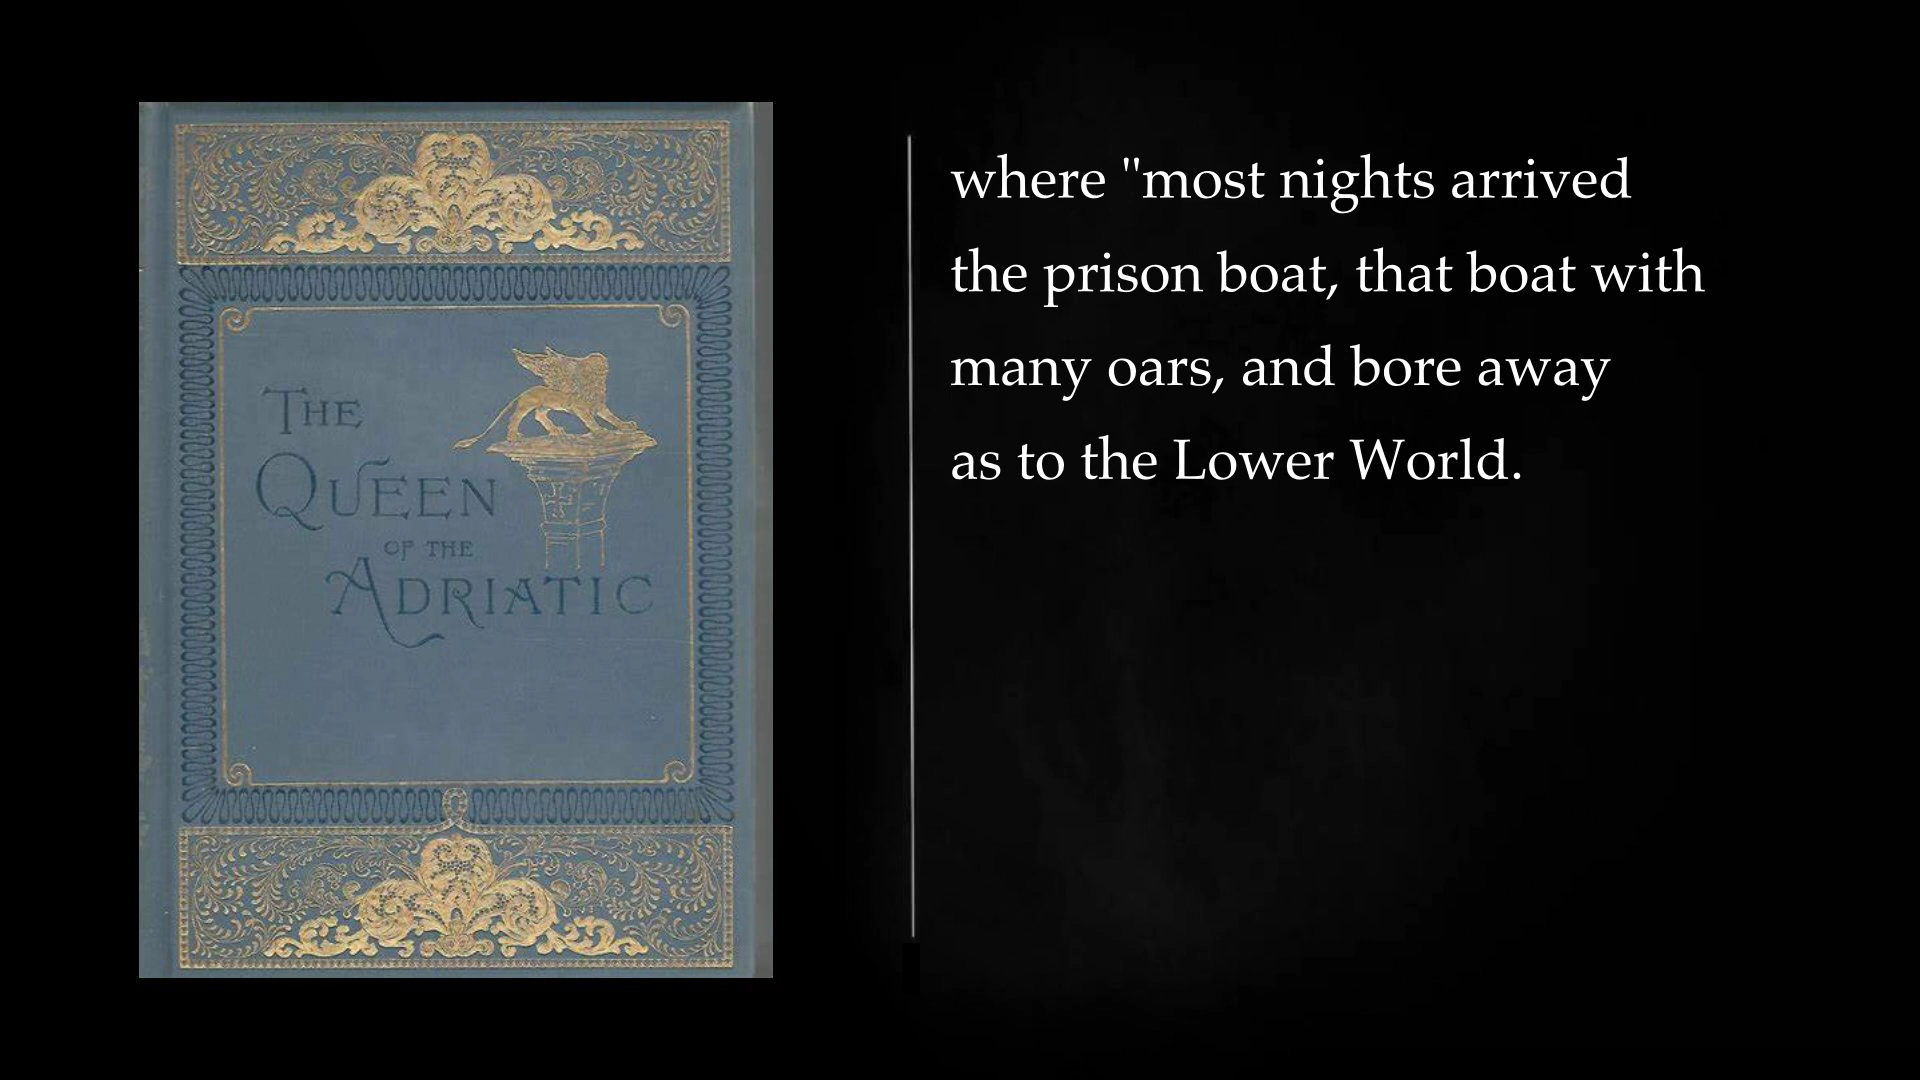 THE
QUEEN
OF THE
ADRIATIC
where "most nights arrived
the prison boat, that boat with
many oars, and bore away
as to the Lower World.